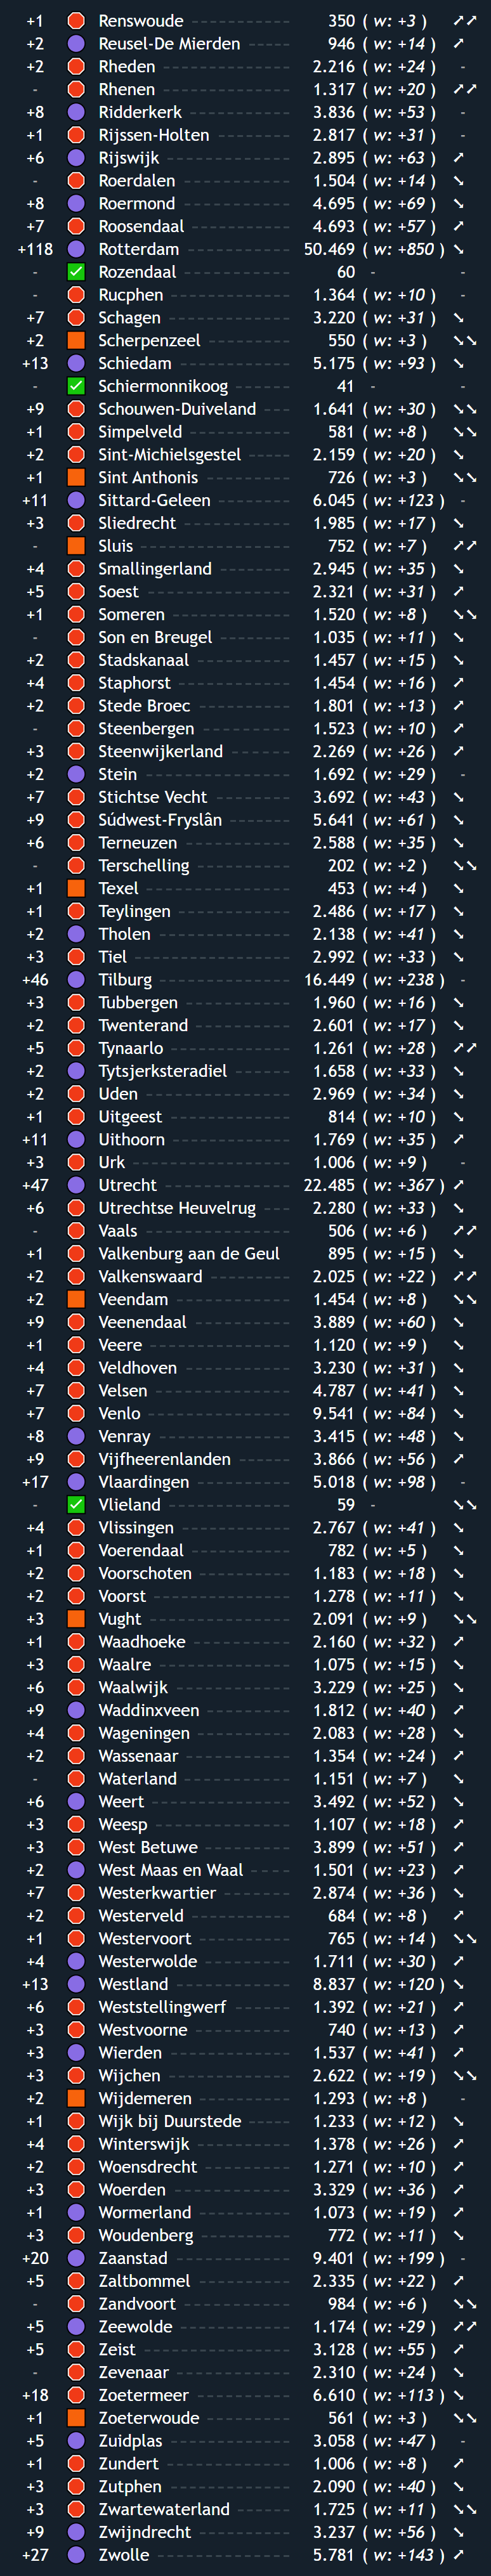 +1 Renswoude 350 ( w: +3 ) ↗↗
+2 Reusel-De Mierden 946 ( w: +14 ) ↗
+2 Rheden 2.216 ( w: +24 ) -
- Rhenen 1.317 ( w: +20 ) ↗↗
+8 Ridderkerk 3.836 ( w: +53 ) -
+1 Rijssen-Holten 2.817 ( w: +31 ) -
+6 Rijswijk 2.895 ( w: +63 ) ↗
- Roerdalen 1.504 ( w: +14 ) ↘
+8 Roermond 4.695 ( w: +69 ) ↘
+7 Roosendaal 4.693 ( w: +57 ) ↗
+118 Rotterdam 50.469 ( w: +850 ) ↘
- Rozendaal 60 - -
- Rucphen 1.364 ( w: +10 ) -
+7 Schagen 3.220 ( w: +31 ) ↘
+2 Scherpenzeel 550 ( w: +3 ) ↘↘
+13 Schiedam 5.175 ( w: +93 ) ↘
- Schiermonnikoog 41 - -
+9 Schouwen-Duiveland 1.641 ( w: +30 ) ↘↘
+1 Simpelveld 581 ( w: +8 ) ↘↘
+2 Sint-Michielsgestel 2.159 ( w: +20 ) ↘
+1 Sint Anthonis 726 ( w: +3 ) ↘↘
+11 Sittard-Geleen 6.045 ( w: +123 ) -
+3 Sliedrecht 1.985 ( w: +17 ) ↘
- Sluis 752 ( w: +7 ) ↗↗
+4 Smallingerland 2.945 ( w: +35 ) ↘
+5 Soest 2.321 ( w: +31 ) ↗
+1 Someren 1.520 ( w: +8 ) ↘↘
- Son en Breugel 1.035 ( w: +11 ) ↘
+2 Stadskanaal 1.457 ( w: +15 ) ↘
+4 Staphorst 1.454 ( w: +16 ) ↗
+2 Stede Broec 1.801 ( w: +13 ) ↗
- Steenbergen 1.523 ( w: +10 ) ↗
+3 Steenwijkerland 2.269 ( w: +26 ) ↗
+2 Stein 1.692 ( w: +29 ) -
+7 Stichtse Vecht 3.692 ( w: +43 ) ↘
+9 Súdwest-Fryslân 5.641 ( w: +61 ) ↘
+6 Terneuzen 2.588 ( w: +35 ) ↘
- Terschelling 202 ( w: +2 ) ↘↘
+1 Texel 453 ( w: +4 ) ↘
+1 Teylingen 2.486 ( w: +17 ) ↘
+2 Tholen 2.138 ( w: +41 ) ↘
+3 Tiel 2.992 ( w: +33 ) ↘
+46 Tilburg 16.449 ( w: +238 ) -
+3 Tubbergen 1.960 ( w: +16 ) ↘
+2 Twenterand 2.601 ( w: +17 ) ↘
+5 Tynaarlo 1.261 ( w: +28 ) ↗↗
+2 Tytsjerksteradiel 1.658 ( w: +33 ) ↘
+2 Uden 2.969 ( w: +34 ) ↘
+1 Uitgeest 814 ( w: +10 ) ↘
+11 Uithoorn 1.769 ( w: +35 ) ↗
+3 Urk 1.006 ( w: +9 ) -
+47 Utrecht 22.485 ( w: +367 ) ↗
+6 Utrechtse Heuvelrug 2.280 ( w: +33 ) ↘
- Vaals 506 ( w: +6 ) ↗↗
+1 Valkenburg aan de Geul 895 ( w: +15 ) ↘
+2 Valkenswaard 2.025 ( w: +22 ) ↗↗
+2 Veendam 1.454 ( w: +8 ) ↘↘
+9 Veenendaal 3.889 ( w: +60 ) ↘
+1 Veere 1.120 ( w: +9 ) ↘
+4 Veldhoven 3.230 ( w: +31 ) ↘
+7 Velsen 4.787 ( w: +41 ) ↘
+7 Venlo 9.541 ( w: +84 ) ↘
+8 Venray 3.415 ( w: +48 ) ↘
+9 Vijfheerenlanden 3.866 ( w: +56 ) ↗
+17 Vlaardingen 5.018 ( w: +98 ) -
- Vlieland 59 - ↘↘
+4 Vlissingen 2.767 ( w: +41 ) ↘
+1 Voerendaal 782 ( w: +5 ) ↘
+2 Voorschoten 1.183 ( w: +18 ) ↘
+2 Voorst 1.278 ( w: +11 ) ↘
+3 Vught 2.091 ( w: +9 ) ↘↘
+1 Waadhoeke 2.160 ( w: +32 ) ↗
+3 Waalre 1.075 ( w: +15 ) ↘
+6 Waalwijk 3.229 ( w: +25 ) ↘
+9 Waddinxveen 1.812 ( w: +40 ) ↗
+4 Wageningen 2.083 ( w: +28 ) ↘
+2 Wassenaar 1.354 ( w: +24 ) ↗
- Waterland 1.151 ( w: +7 ) ↘
+6 Weert 3.492 ( w: +52 ) ↘
+3 Weesp 1.107 ( w: +18 ) ↗
+3 West Betuwe 3.899 ( w: +51 ) ↗
+2 West Maas en Waal 1.501 ( w: +23 ) ↗
+7 Westerkwartier 2.874 ( w: +36 ) ↘
+2 Westerveld 684 ( w: +8 ) ↗
+1 Westervoort 765 ( w: +14 ) ↘↘
+4 Westerwolde 1.711 ( w: +30 ) ↗
+13 Westland 8.837 ( w: +120 ) ↘
+6 Weststellingwerf 1.392 ( w: +21 ) ↗
+3 Westvoorne 740 ( w: +13 ) ↗
+3 Wierden 1.537 ( w: +41 ) ↗
+3 Wijchen 2.622 ( w: +19 ) ↘↘
+2 Wijdemeren 1.293 ( w: +8 ) -
+1 Wijk bij Duurstede 1.233 ( w: +12 ) ↘
+4 Winterswijk 1.378 ( w: +26 ) ↗
+2 Woensdrecht 1.271 ( w: +10 ) ↗
+3 Woerden 3.329 ( w: +36 ) ↗
+1 Wormerland 1.073 ( w: +19 ) ↗
+3 Woudenberg 772 ( w: +11 ) ↘
+20 Zaanstad 9.401 ( w: +199 ) -
+5 Zaltbommel 2.335 ( w: +22 ) ↗
- Zandvoort 984 ( w: +6 ) ↘↘
+5 Zeewolde 1.174 ( w: +29 ) ↗↗
+5 Zeist 3.128 ( w: +55 ) ↗
- Zevenaar 2.310 ( w: +24 ) ↘
+18 Zoetermeer 6.610 ( w: +113 ) ↘
+1 Zoeterwoude 561 ( w: +3 ) ↘↘
+5 Zuidplas 3.058 ( w: +47 ) -
+1 Zundert 1.006 ( w: +8 ) ↗
+3 Zutphen 2.090 ( w: +40 ) ↘
+3 Zwartewaterland 1.725 ( w: +11 ) ↘↘
+9 Zwijndrecht 3.237 ( w: +56 ) ↘
+27 Zwolle 5.781 ( w: +143 ) ↗